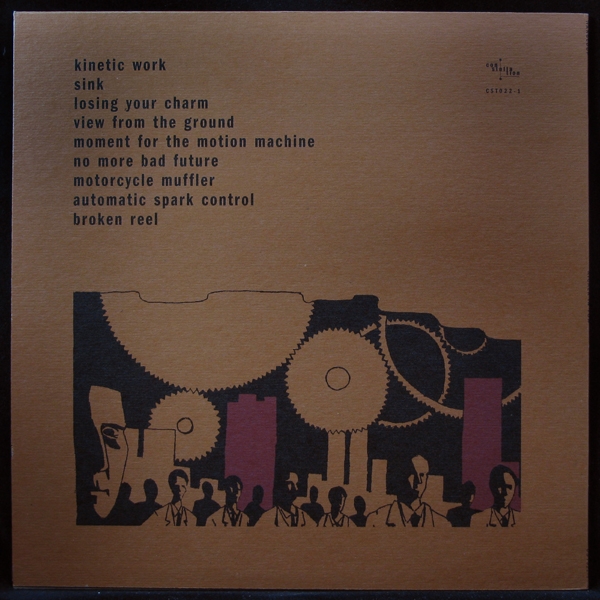 kinetic work
sink
losing your charm
view from the ground
moment for the motion machine
no more bad future
motorcycle muffler
automatic spark control
broken reel